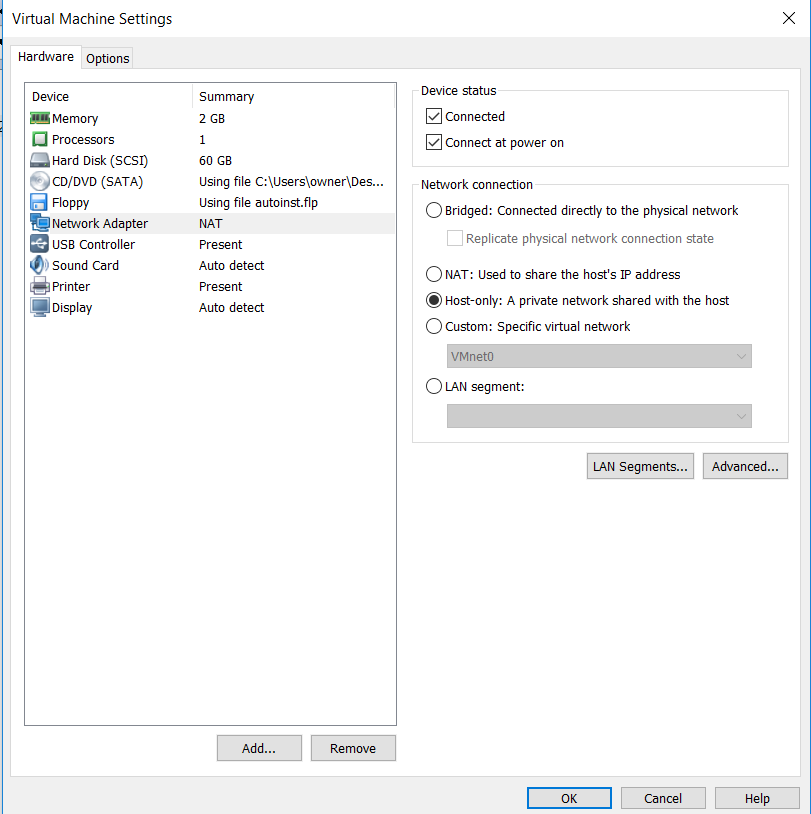 Virtual Machine Settings
Hardware Options
Device Summary
Memory 2 GB
Processors 1
Hard Disk (SCSI) 60 GB
CD/DVD (SATA) Using file C:\Users\owner\Des...
Floppy Using file autoinst.flp
Network Adapter NAT
USB Controller Present
Sound Card Auto detect
Printer Present
Display Auto detect
Add... Remove
Device status
Connected
Connect at power on
Network connection
Bridged: Connected directly to the physical network
Replicate physical network connection state
NAT: Used to share the host's IP address
Host-only: A private network shared with the host
Custom: Specific virtual network
VMnet0
LAN segment:
LAN Segments... Advanced...
OK Cancel Help